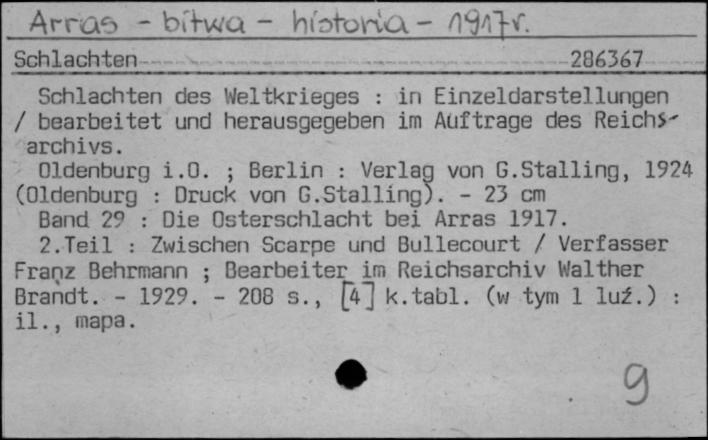 Arras - bitwa - historia - 1917r.
Schlachten 286367
Schlachten des Weltkrieges : in Einzeldarstellungen
/ bearbeitet und herausgegeben im Auftrage des Reichs-
archivs.
Oldenburg i.O. ; Berlin : Verlag von G.Stalling, 1924
(Oldenburg : Druck von G.Stalling). - 23 cm
Band 29 : Die Osterschlacht bei Arras 1917.
2.Teil : Zwischen Scarpe und Bullecourt / Verfasser
Franz Behrmann ; Bearbeiter im Reichsarchiv Walther
Brandt. - 1929. - 208 s., [4] k.tabl. (w tym 1 luź.) :
il., mapa.
9